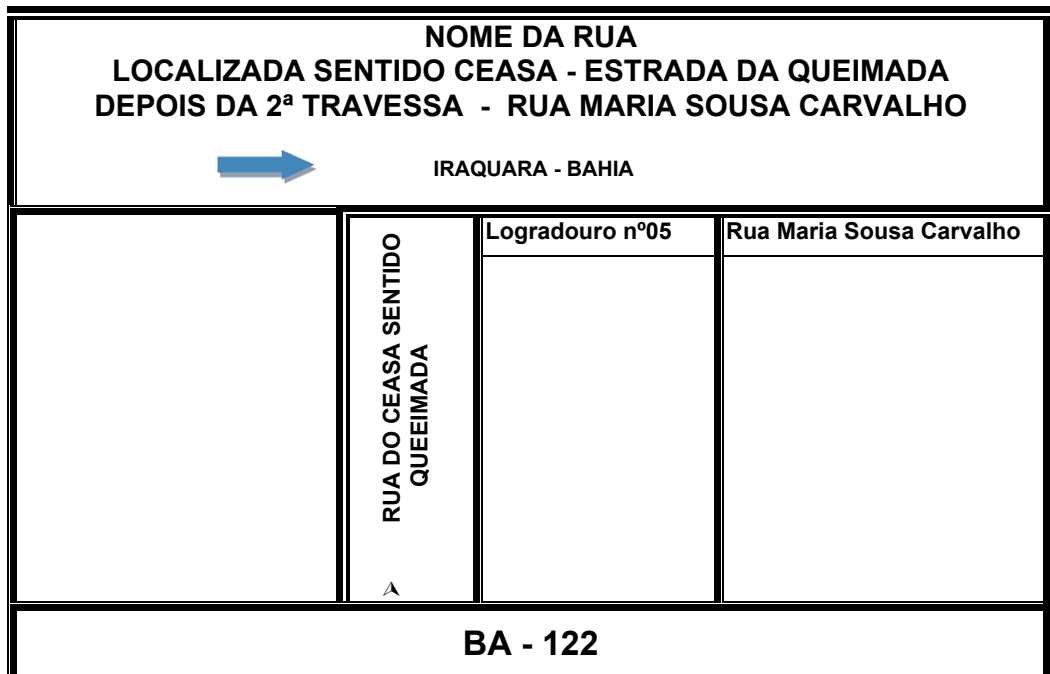 NOME DA RUA
LOCALIZADA SENTIDO CEASA - ESTRADA DA QUEIMADA
DEPOIS DA 2ª TRAVESSA - RUA MARIA SOUSA CARVALHO
IRAQUARA - BAHIA
RUA DO CEASA SENTIDO
QUEEIMADA
Logradouro nº05
Rua Maria Sousa Carvalho
BA - 122